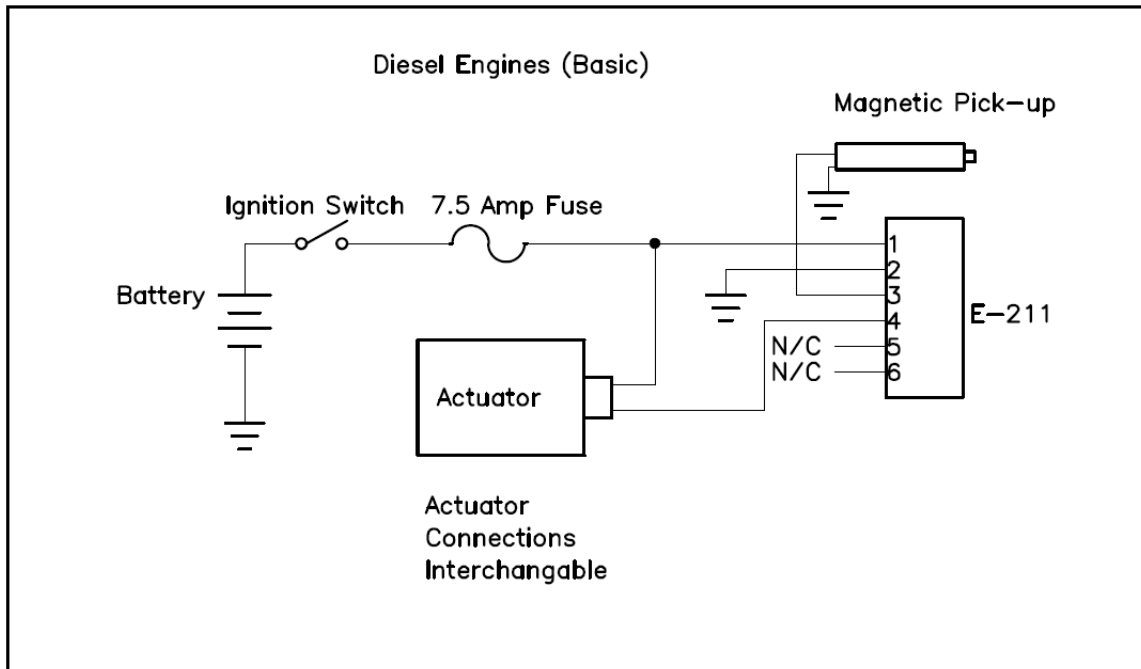 Diesel Engines (Basic)
Magnetic Pick-up
Ignition Switch 7.5 Amp Fuse
Battery
1
2
3
4
5
6
E-211
N/C
N/C
Actuator
Actuator
Connections
Interchangable